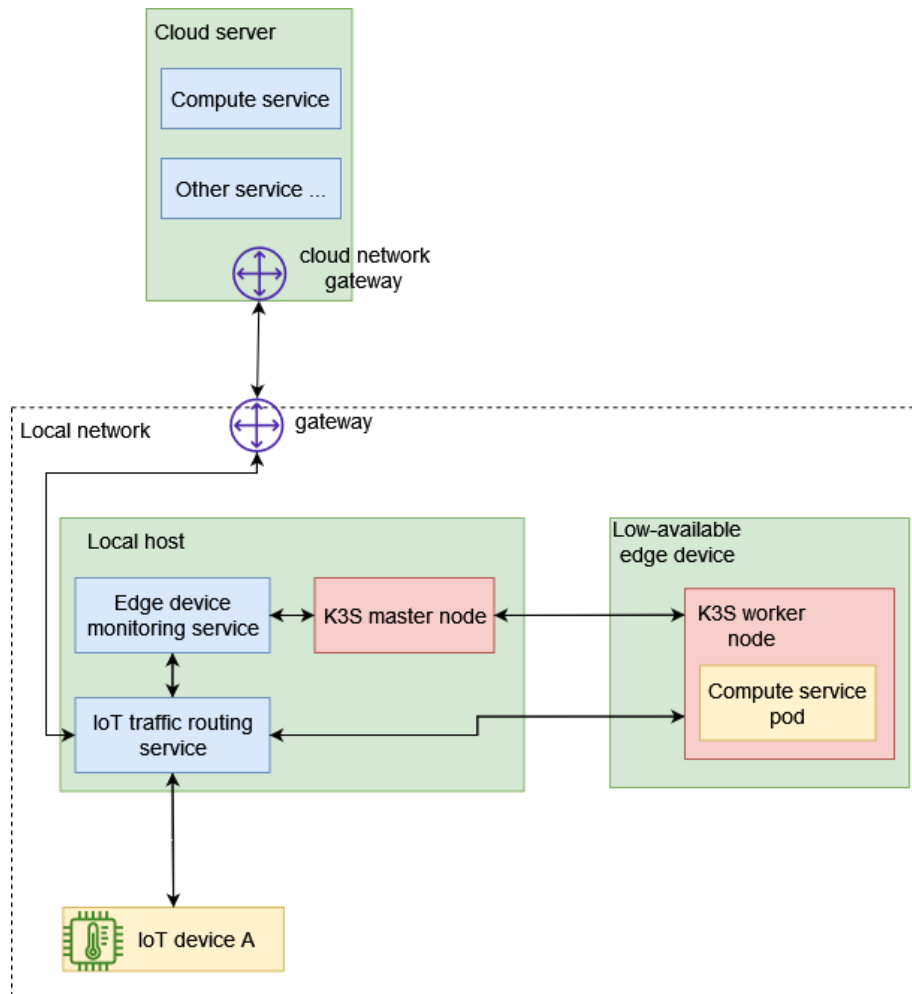 Cloud server
Compute service
Other service ...
cloud network
gateway
gateway
Local network
Local host
Edge device
monitoring service
K3S master node
IoT traffic routing
service
Low-available
edge device
K3S worker
node
Compute service
pod
IoT device A